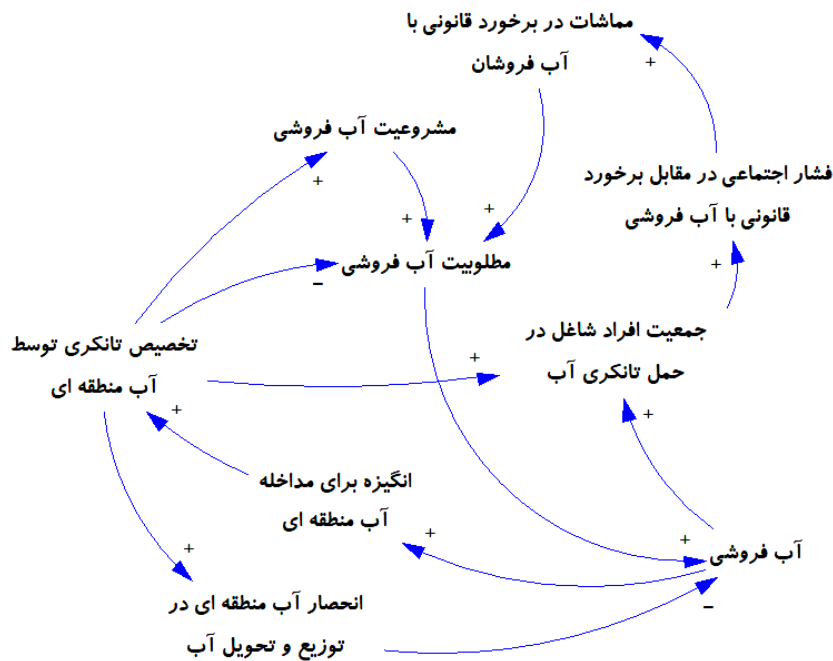 مماشات در برخورد قانونی با
آب فروشان
مشروعیت آب فروشی
+
+
فشار اجتماعی در مقابل برخورد
قانونی با آب فروشی
+
+
مطلوبیت آب فروشی
+
−
جمعیت افراد شاغل در
حمل تانکری آب
تخصیص تانکری توسط
آب منطقه ای
+
+
+
انگیزه برای مداخله
آب منطقه ای
+
+
آب فروشی
+
−
انحصار آب منطقه ای در
توزیع و تحویل آب